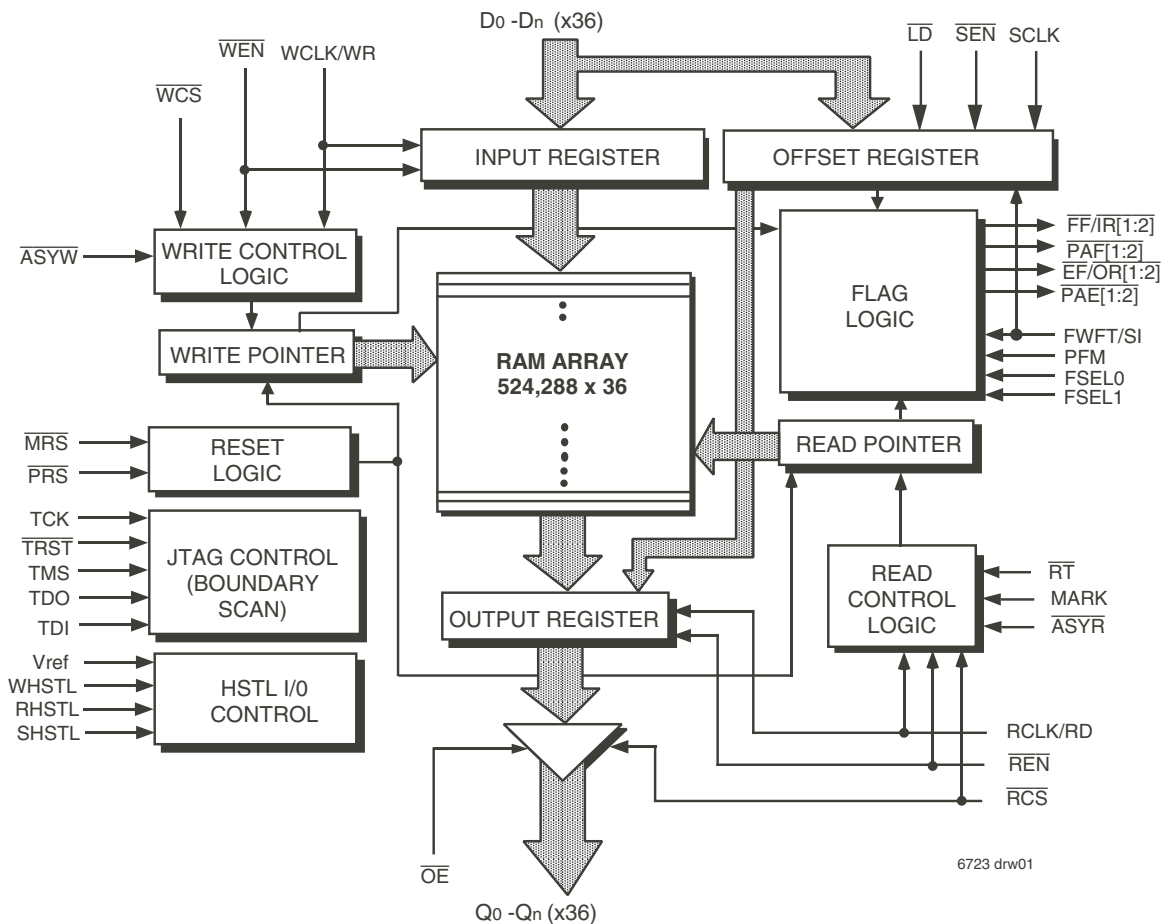 D0 -Dn (x36)
WEN
WCLK/WR
LD
SEN
SCLK
WCS
INPUT REGISTER
OFFSET REGISTER
ASYW
WRITE CONTROL
LOGIC
FF/IR[1:2]
PAF[1:2]
EF/OR[1:2]
PAE[1:2]
FLAG
LOGIC
WRITE POINTER
RAM ARRAY
524,288 x 36
FWFT/SI
PFM
FSEL0
FSEL1
MRS
PRS
RESET
LOGIC
READ POINTER
TCK
TRST
TMS
TDO
TDI
JTAG CONTROL
(BOUNDARY
SCAN)
READ
CONTROL
LOGIC
RT
MARK
ASYR
OUTPUT REGISTER
Vref
WHSTL
RHSTL
SHSTL
HSTL I/0
CONTROL
RCLK/RD
REN
RCS
OE
6723 drw01
Q0 -Qn (x36)